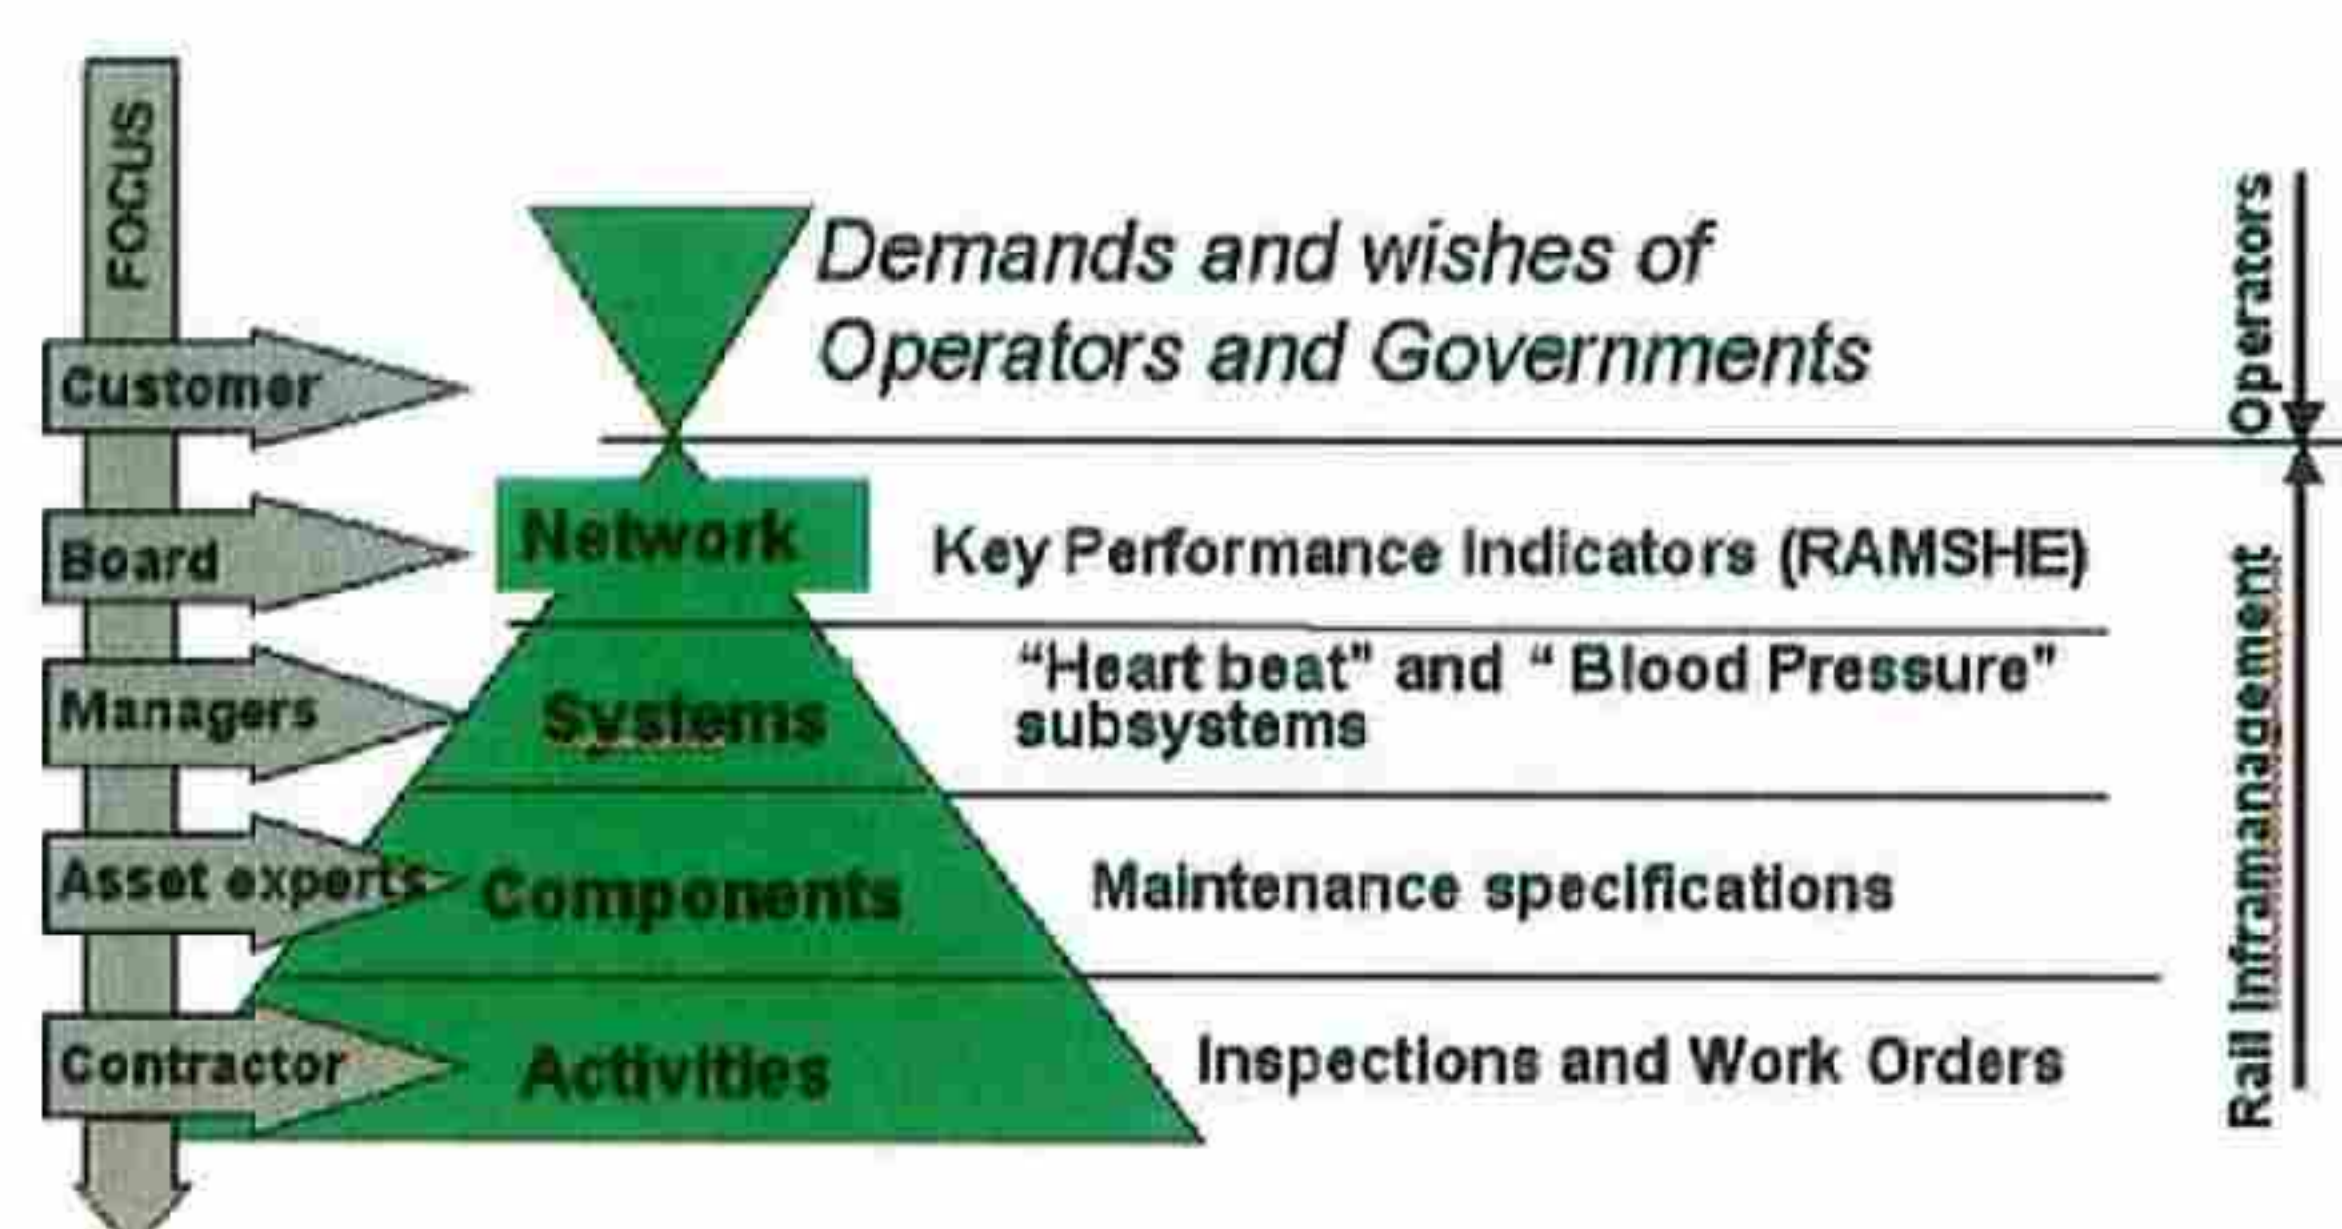 FOCUS
Demands and wishes of
Operators and Governments
Operators
Customer
Network
Key Performance Indicators (RAMSHE)
Board
"Heart beat" and " Blood Pressure"
subsystems
Systems
Managers
Rail Inframanagement
Asset experts
Components
Maintenance specifications
Contractor
Activities
Inspections and Work Orders